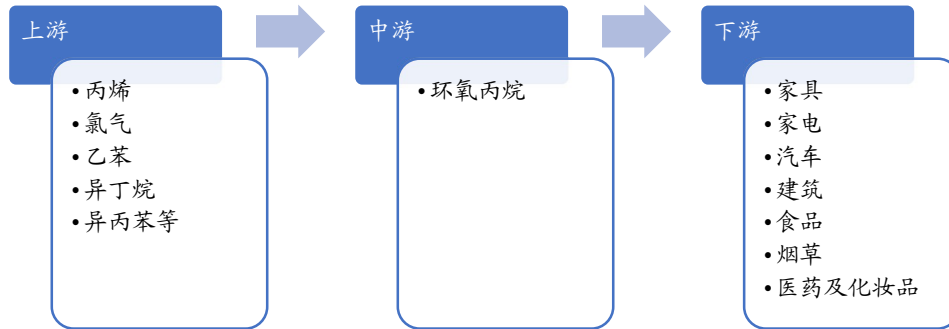 上游
• 丙烯
• 氯气
• 乙苯
• 异丁烷
• 异丙苯等
中游
• 环氧丙烷
下游
• 家具
• 家电
• 汽车
• 建筑
• 食品
• 烟草
• 医药及化妆品